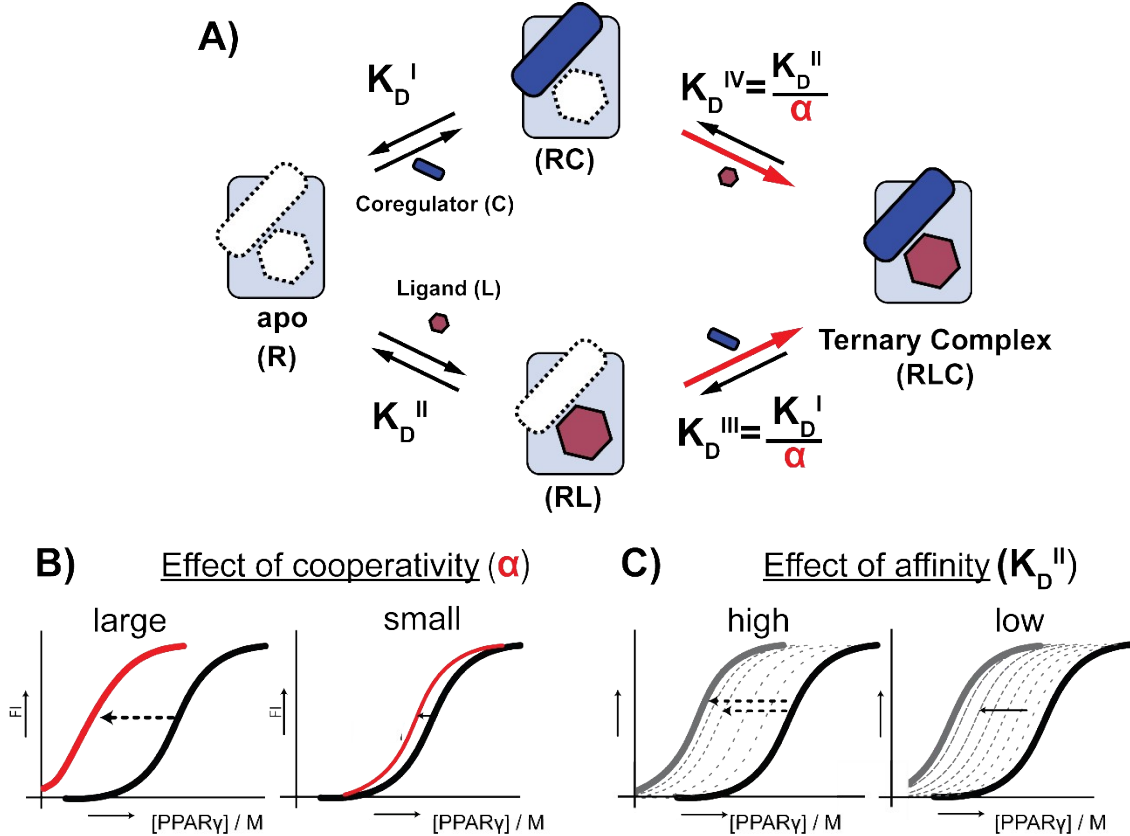 A)
K_D^I
K_D^IV = K_D^II / α
(RC)
Coregulator (C)
Ligand (L)
apo
(R)
Ternary Complex
(RLC)
K_D^II
K_D^III = K_D^I / α
(RL)
B) Effect of cooperativity (α)
large
small
FI
[PPARγ] / M
FI
[PPARγ] / M
C) Effect of affinity (K_D^II)
high
low
[PPARγ] / M
[PPARγ] / M